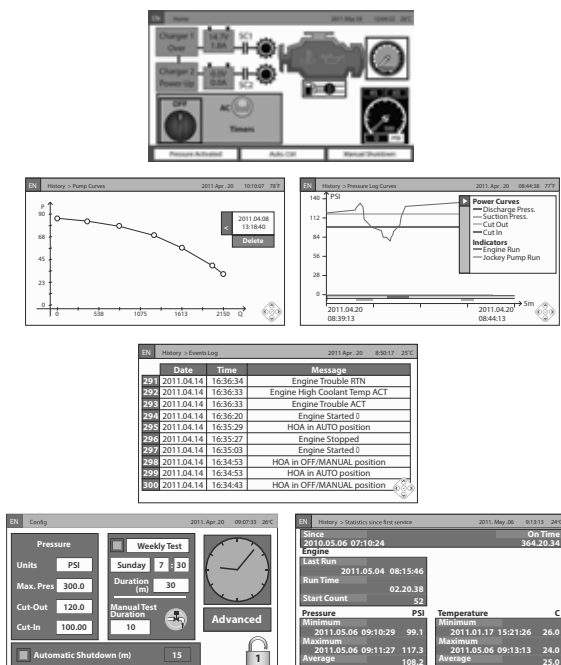 EN Home
Charger 1 14.7V SC1
Over 1.8A
Charger 2 0.0V
Power Up 0.0A SC2
OFF AC
Timers
Pressure Activated Auto Ctrl Manual Shutdown
EN History > Pump Curves 2011 Apr . 20 10:10:07 78°F
P
90
68
45
23
0
0 538 1075 1613 2150 Q
< 2011.04.08
13:18:40
Delete
EN History > Pressure Log Curves 2011. Apr . 20 08:44:38 77°F
140 PSI
112
84
56
28
0
Power Curves
Discharge Press.
Suction Press.
Cut Out
Cut In
Indicators
Engine Run
Jockey Pump Run
5m
2011.04.20 2011.04.20
08:39:13 08:44:13
EN History > Events Log 2011 Apr . 20 8:50:17 25°C
Date Time Message
291 2011.04.14 16:36:34 Engine Trouble RTN
292 2011.04.14 16:36:33 Engine High Coolant Temp ACT
293 2011.04.14 16:36:33 Engine Trouble ACT
294 2011.04.14 16:36:20 Engine Started 0
295 2011.04.14 16:35:29 HOA in AUTO position
296 2011.04.14 16:35:27 Engine Stopped
297 2011.04.14 16:35:03 Engine Started 0
298 2011.04.14 16:34:53 HOA in OFF/MANUAL position
299 2011.04.14 16:34:53 HOA in AUTO position
300 2011.04.14 16:34:43 HOA in OFF/MANUAL position
EN Config 2011. Apr .20 09:07:33 26°C
Pressure
Units PSI
Max. Pres 300.0
Cut-Out 120.0
Cut-In 100.00
Weekly Test
Sunday 7 : 30
Duration (m) 30
Manual Test
Duration
10
Advanced
Automatic Shutdown (m) 15
1
EN History > Statistics since first service 2011. May .06 9:13:13 24°C
Since On Time
2010.05.06 07:10:24 364.20.34
Engine
Last Run
2011.05.04 08:15:46
Run Time
02.20.38
Start Count
52
Pressure PSI
Minimum
2011.05.06 09:10:29 99.1
Maximum
2011.05.06 09:11:27 117.3
Average
108.2
Temperature C
Minimum
2011.01.17 15:21:26 26.0
Maximum
2011.05.06 09:13:13 24.0
Average
25.0